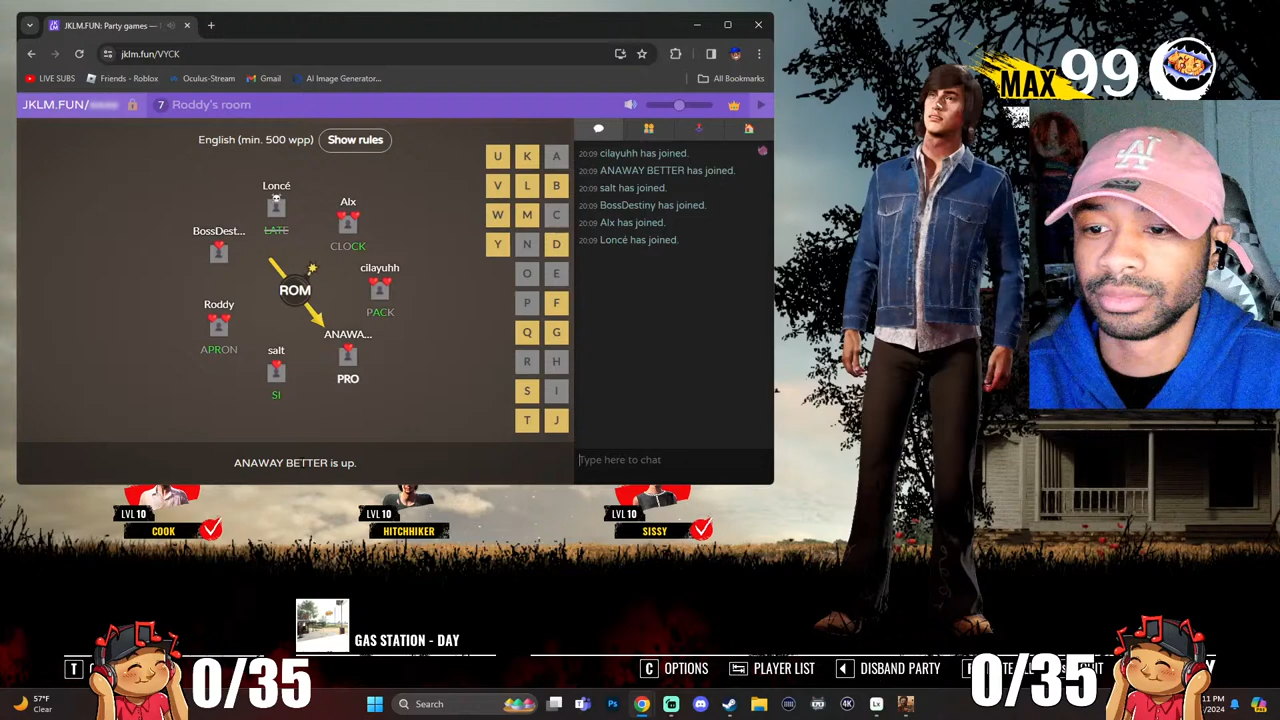 JKLM.FUN: Party games —
jklm.fun/VYCK
LIVE SUBS
Friends - Roblox
Oculus-Stream
Gmail
AI Image Generator...
All Bookmarks
JKLM.FUN/
7 Roddy's room
English (min. 500 wpp)
Show rules
Loncé
LATE
Alx
CLOCK
BossDest...
cilayuhh
PACK
ROM
Roddy
APRON
ANAWA...
PRO
salt
SI
U K A
V L B
W M C
Y N D
O E
P F
Q G
R H
S I
T J
ANAWAY BETTER is up.
20:09 cilayuhh has joined.
20:09 ANAWAY BETTER has joined.
20:09 salt has joined.
20:09 BossDestiny has joined.
20:09 Alx has joined.
20:09 Loncé has joined.
Type here to chat
MAX 99
LVL 10
COOK
LVL 10
HITCHHIKER
LVL 10
SISSY
GAS STATION - DAY
T
C OPTIONS
PLAYER LIST
DISBAND PARTY
0/35
0/35
57°F
Clear
Search